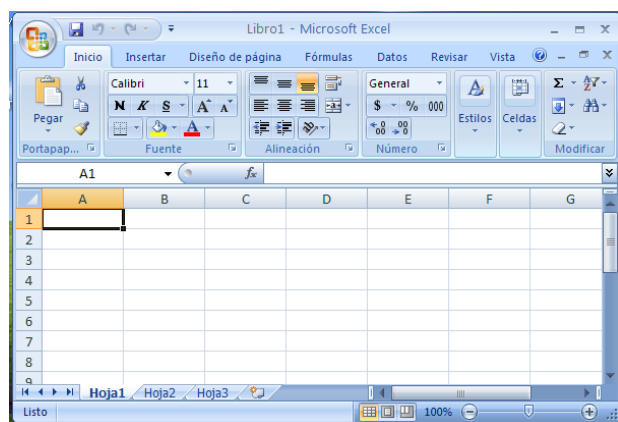 Libro1 - Microsoft Excel
Inicio Insertar Diseño de página Fórmulas Datos Revisar Vista
Calibri 11 General
N K S A A $ % 000
Pegar A Estilos Celdas Σ
Portapap... Fuente Alineación Número Modificar
A1 fx
A B C D E F G
1
2
3
4
5
6
7
8
9
Hoja1 Hoja2 Hoja3
Listo 100%